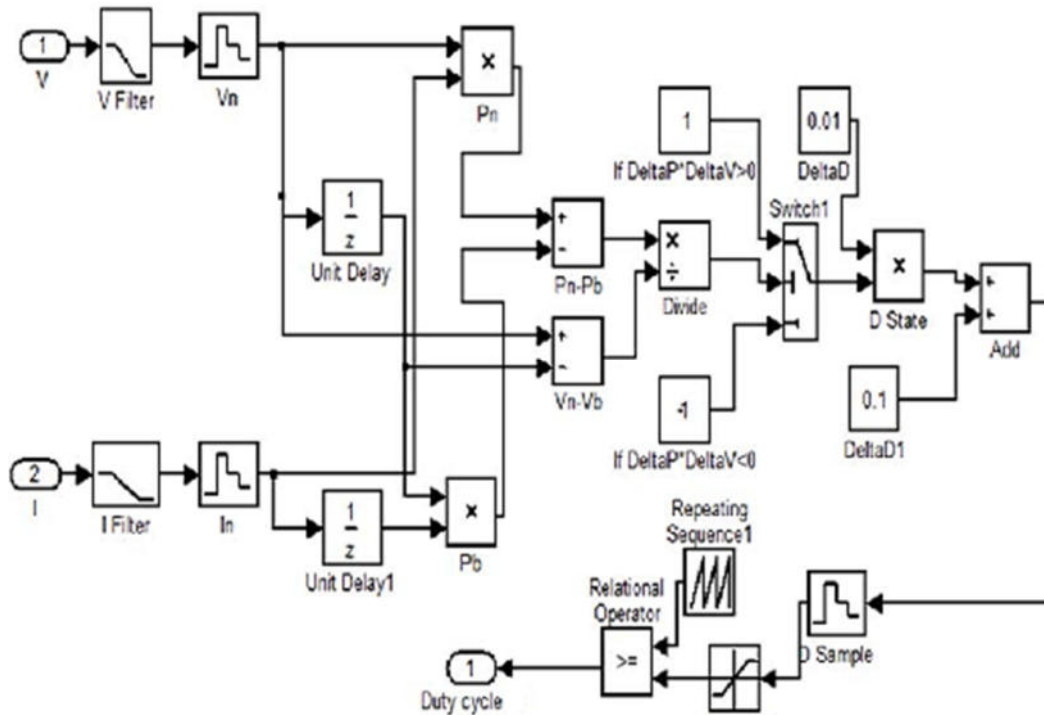 1
V
V Filter
Vn
×
Pn
1
If DeltaP*DeltaV>0
0.01
DeltaD
1
z
Unit Delay
+
-
Pn-Pb
×
÷
Divide
Switch1
×
D State
+
+
Add
+
-
Vn-Vb
-1
If DeltaP*DeltaV<0
0.1
DeltaD1
2
I
I Filter
In
1
z
Unit Delay1
×
Pb
Repeating
Sequence1
Relational
Operator
>=
D Sample
1
Duty cycle